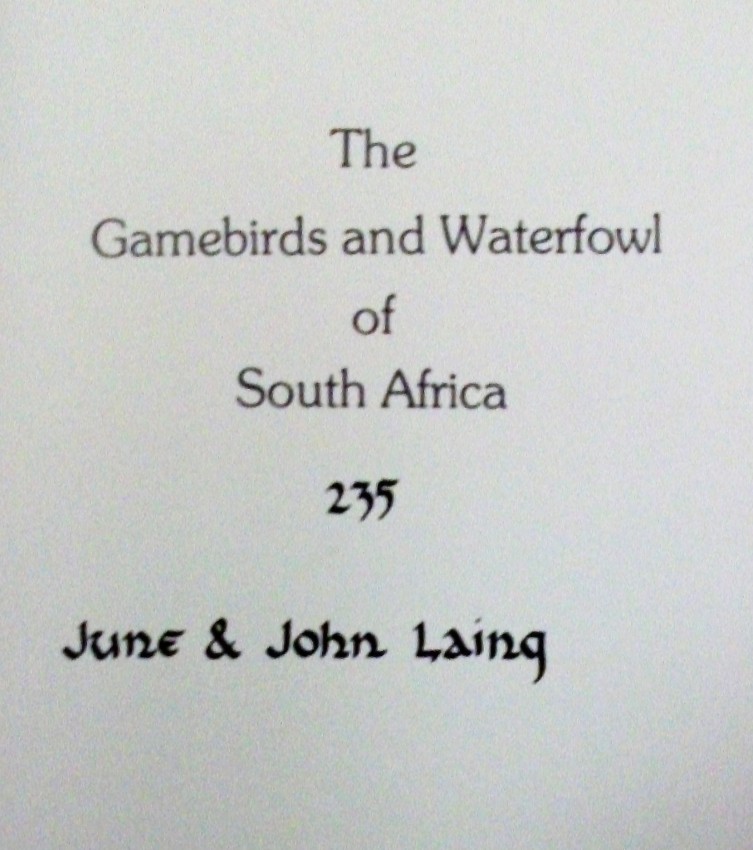 The
Gamebirds and Waterfowl
of
South Africa
235
June & John Laing